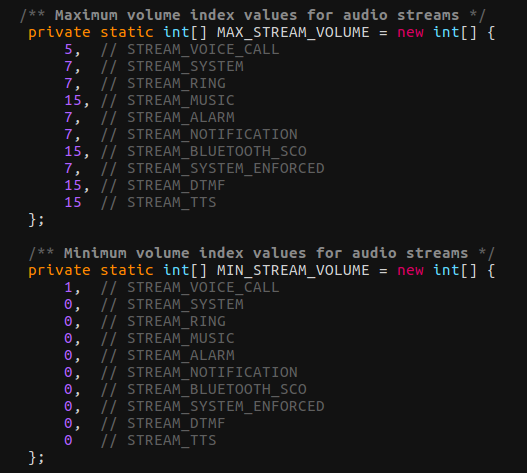 /** Maximum volume index values for audio streams */
private static int[] MAX_STREAM_VOLUME = new int[] {
5, // STREAM_VOICE_CALL
7, // STREAM_SYSTEM
7, // STREAM_RING
15, // STREAM_MUSIC
7, // STREAM_ALARM
7, // STREAM_NOTIFICATION
15, // STREAM_BLUETOOTH_SCO
7, // STREAM_SYSTEM_ENFORCED
15, // STREAM_DTMF
15 // STREAM_TTS
};
/** Minimum volume index values for audio streams */
private static int[] MIN_STREAM_VOLUME = new int[] {
1, // STREAM_VOICE_CALL
0, // STREAM_SYSTEM
0, // STREAM_RING
0, // STREAM_MUSIC
0, // STREAM_ALARM
0, // STREAM_NOTIFICATION
0, // STREAM_BLUETOOTH_SCO
0, // STREAM_SYSTEM_ENFORCED
0, // STREAM_DTMF
0 // STREAM_TTS
};